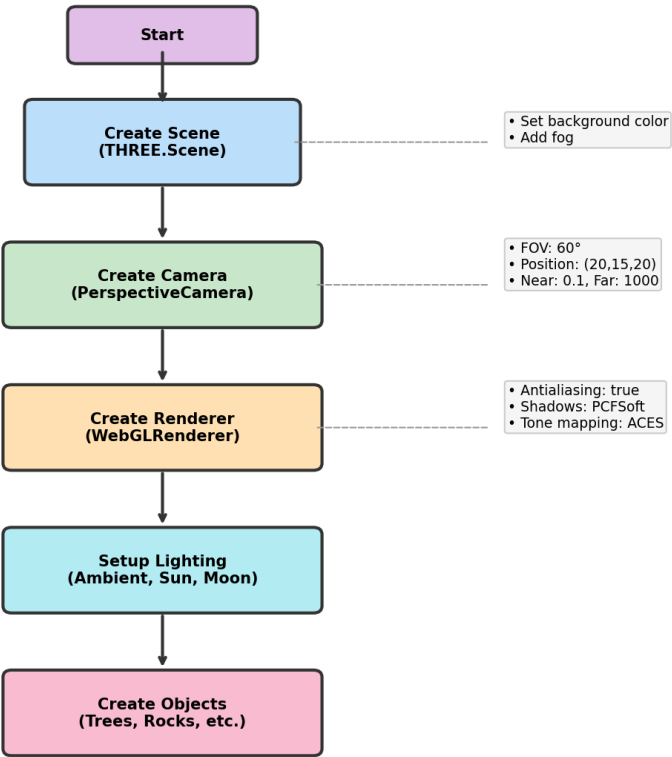 Start
Create Scene
(THREE.Scene)
• Set background color
• Add fog
Create Camera
(PerspectiveCamera)
• FOV: 60°
• Position: (20,15,20)
• Near: 0.1, Far: 1000
Create Renderer
(WebGLRenderer)
• Antialiasing: true
• Shadows: PCFSoft
• Tone mapping: ACES
Setup Lighting
(Ambient, Sun, Moon)
Create Objects
(Trees, Rocks, etc.)